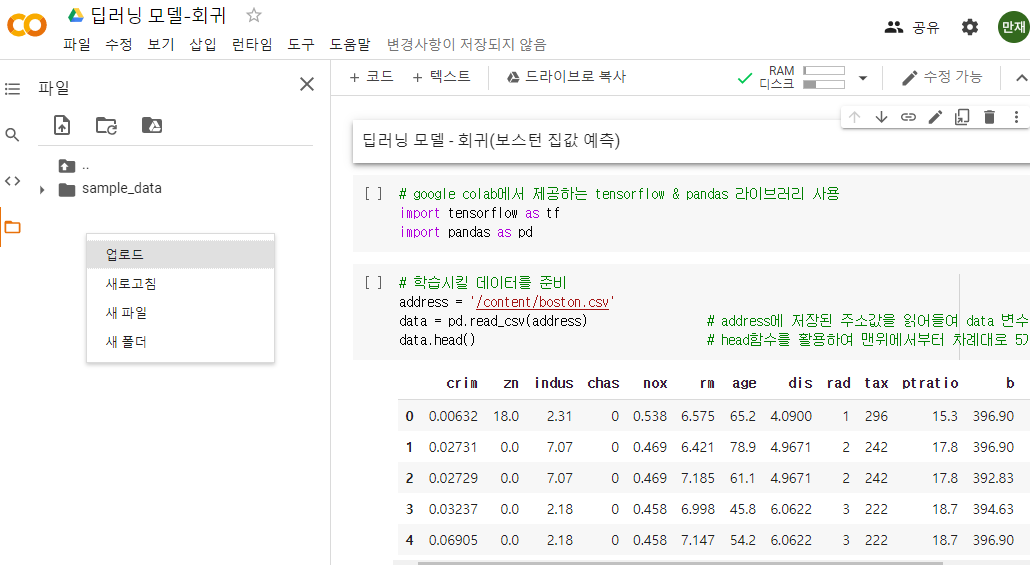 딥러닝 모델-회귀
파일 수정 보기 삽입 런타임 도구 도움말 변경사항이 저장되지 않음
공유
만재
파일
+ 코드 + 텍스트 드라이브로 복사
RAM
디스크
수정 가능
..
sample_data
업로드
새로고침
새 파일
새 폴더
딥러닝 모델 - 회귀(보스턴 집값 예측)
[ ] # google colab에서 제공하는 tensorflow & pandas 라이브러리 사용
import tensorflow as tf
import pandas as pd
[ ] # 학습시킬 데이터를 준비
address = '/content/boston.csv'
data = pd.read_csv(address) # address에 저장된 주소값을 읽어들여 data 변수
data.head() # head함수를 활용하여 맨위에서부터 차례대로 5
crim zn indus chas nox rm age dis rad tax ptratio b
0 0.00632 18.0 2.31 0 0.538 6.575 65.2 4.0900 1 296 15.3 396.90
1 0.02731 0.0 7.07 0 0.469 6.421 78.9 4.9671 2 242 17.8 396.90
2 0.02729 0.0 7.07 0 0.469 7.185 61.1 4.9671 2 242 17.8 392.83
3 0.03237 0.0 2.18 0 0.458 6.998 45.8 6.0622 3 222 18.7 394.63
4 0.06905 0.0 2.18 0 0.458 7.147 54.2 6.0622 3 222 18.7 396.90